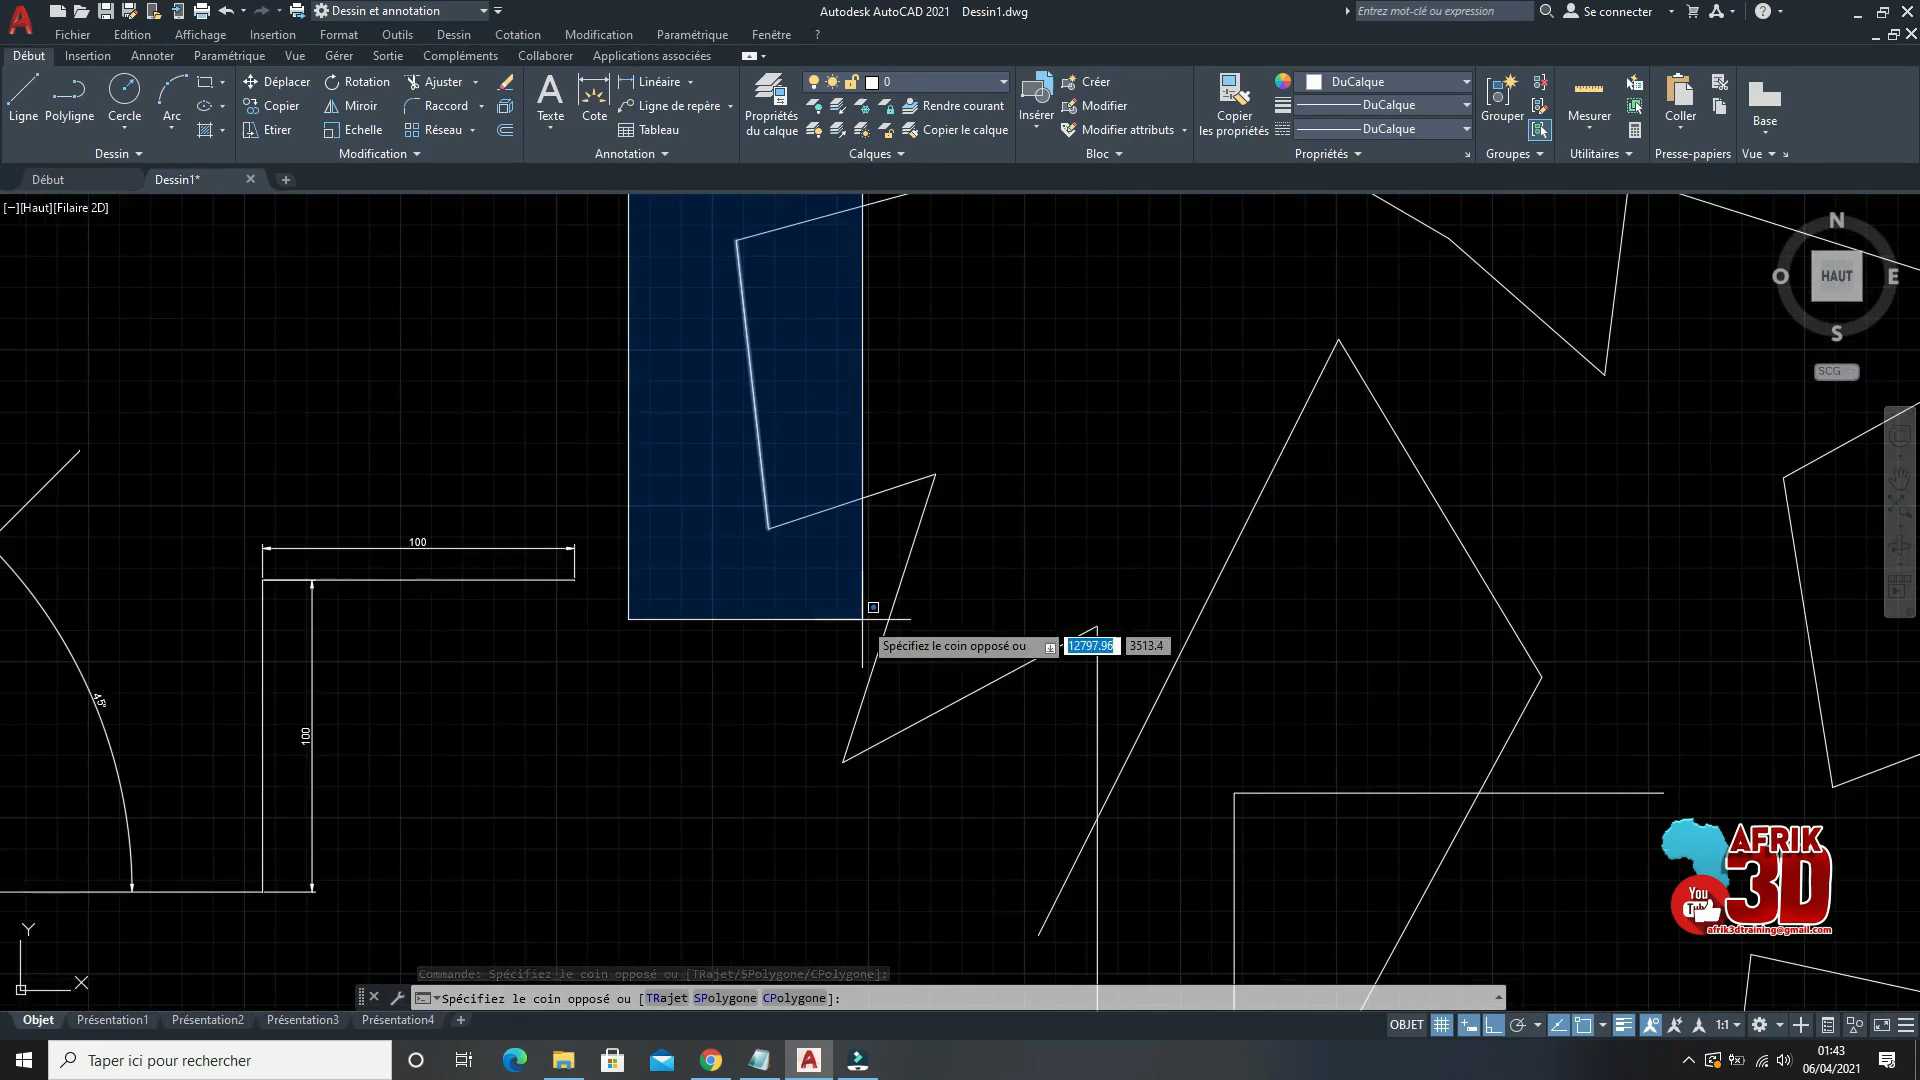 Dessin et annotation
Autodesk AutoCAD 2021 Dessin1.dwg
Entrez mot-clé ou expression
Se connecter
Fichier Edition Affichage Insertion Format Outils Dessin Cotation Modification Paramétrique Fenêtre ?
Début Insertion Annoter Paramétrique Vue Gérer Sortie Compléments Collaborer Applications associées
Ligne Polyligne Cercle Arc
Déplacer Rotation Ajuster
Copier Miroir Raccord
Etirer Echelle Réseau
Texte Cote
Linéaire
Ligne de repère
Tableau
Propriétés du calque
0
Rendre courant
Copier le calque
Insérer
Créer
Modifier
Modifier attributs
Copier les propriétés
DuCalque
DuCalque
DuCalque
Grouper
Mesurer
Coller
Base
Dessin Modification Annotation Calques Bloc Propriétés Groupes Utilitaires Presse-papiers Vue
Début Dessin1*
[−][Haut][Filaire 2D]
N
O HAUT E
S
SCG
100
100
45°
Spécifiez le coin opposé ou 12797.96 3513.4
AFRIK
3D
You
Tube
afrik3dtraining@gmail.com
Y
X
Commande: Spécifiez le coin opposé ou [TRajet/SPolygone/CPolygone]:
Spécifiez le coin opposé ou [TRajet SPolygone CPolygone]:
Objet Présentation1 Présentation2 Présentation3 Présentation4 +
OBJET 1:1
Taper ici pour rechercher
01:43
06/04/2021